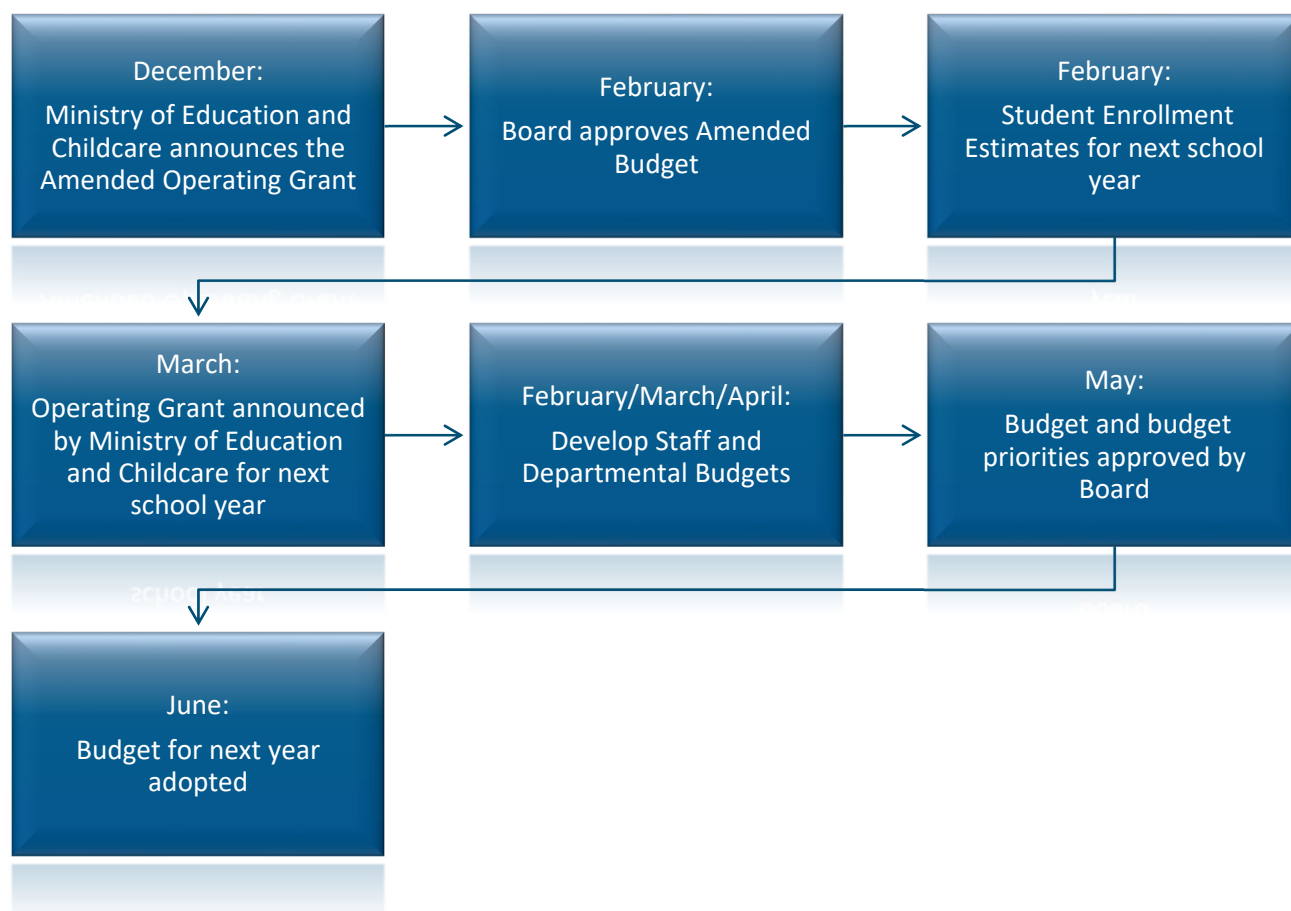 December:
Ministry of Education and
Childcare announces the
Amended Operating Grant
February:
Board approves Amended
Budget
February:
Student Enrollment
Estimates for next school
year
March:
Operating Grant announced
by Ministry of Education
and Childcare for next
school year
February/March/April:
Develop Staff and
Departmental Budgets
May:
Budget and budget
priorities approved by
Board
June:
Budget for next year
adopted